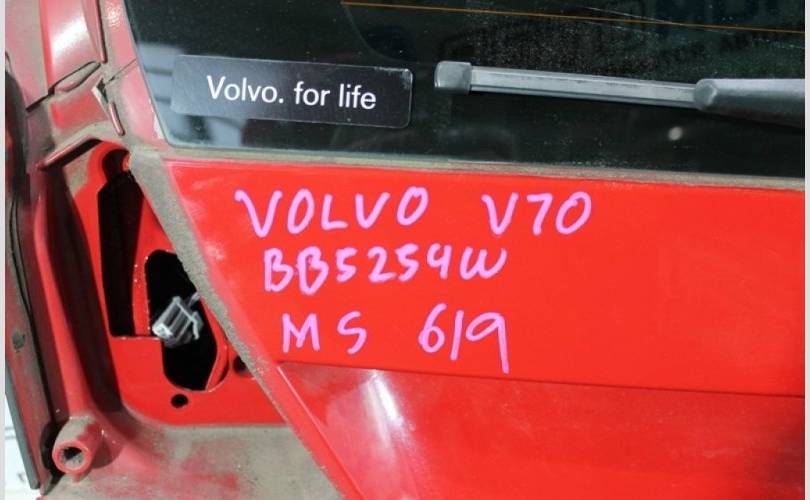 Volvo. for life
VOLVO V70
BB5254W
MS 619